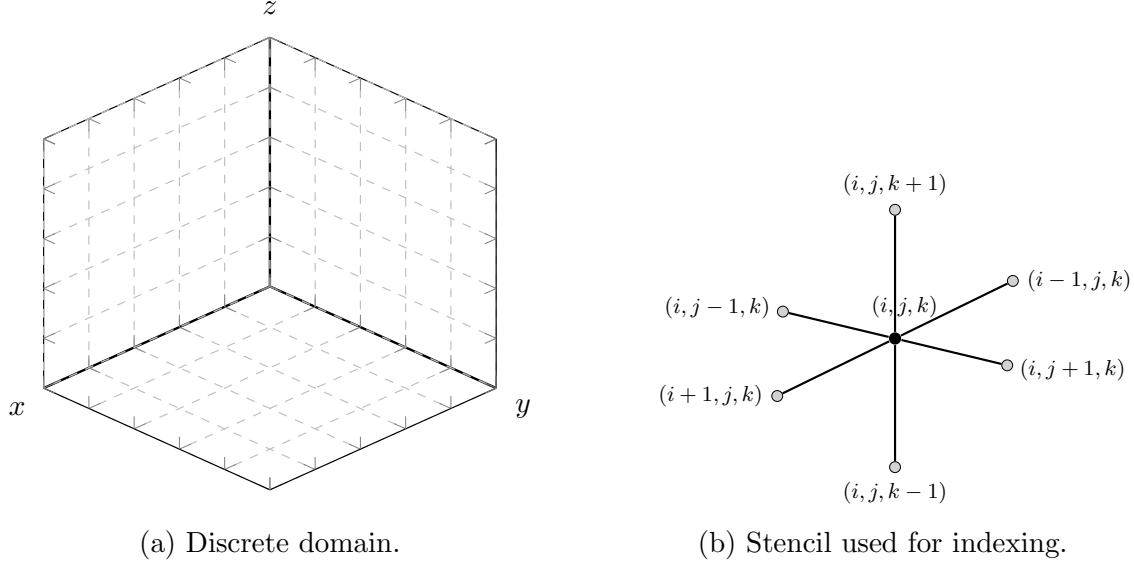 z
x
y
(a) Discrete domain.
(i, j, k + 1)
(i − 1, j, k)
(i, j, k)
(i, j − 1, k)
(i, j + 1, k)
(i + 1, j, k)
(i, j, k − 1)
(b) Stencil used for indexing.